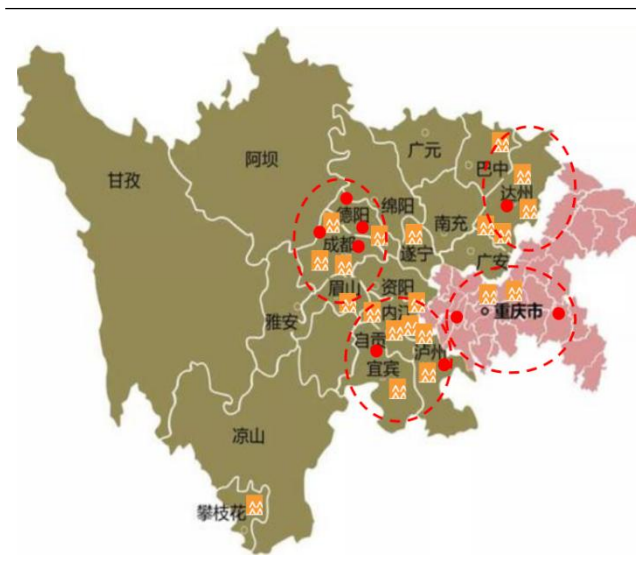 广元
阿坝
巴中
甘孜
达州
绵阳
德阳
南充
成都
遂宁
广安
眉山
资阳
内江
重庆市
雅安
自贡
泸州
宜宾
凉山
攀枝花